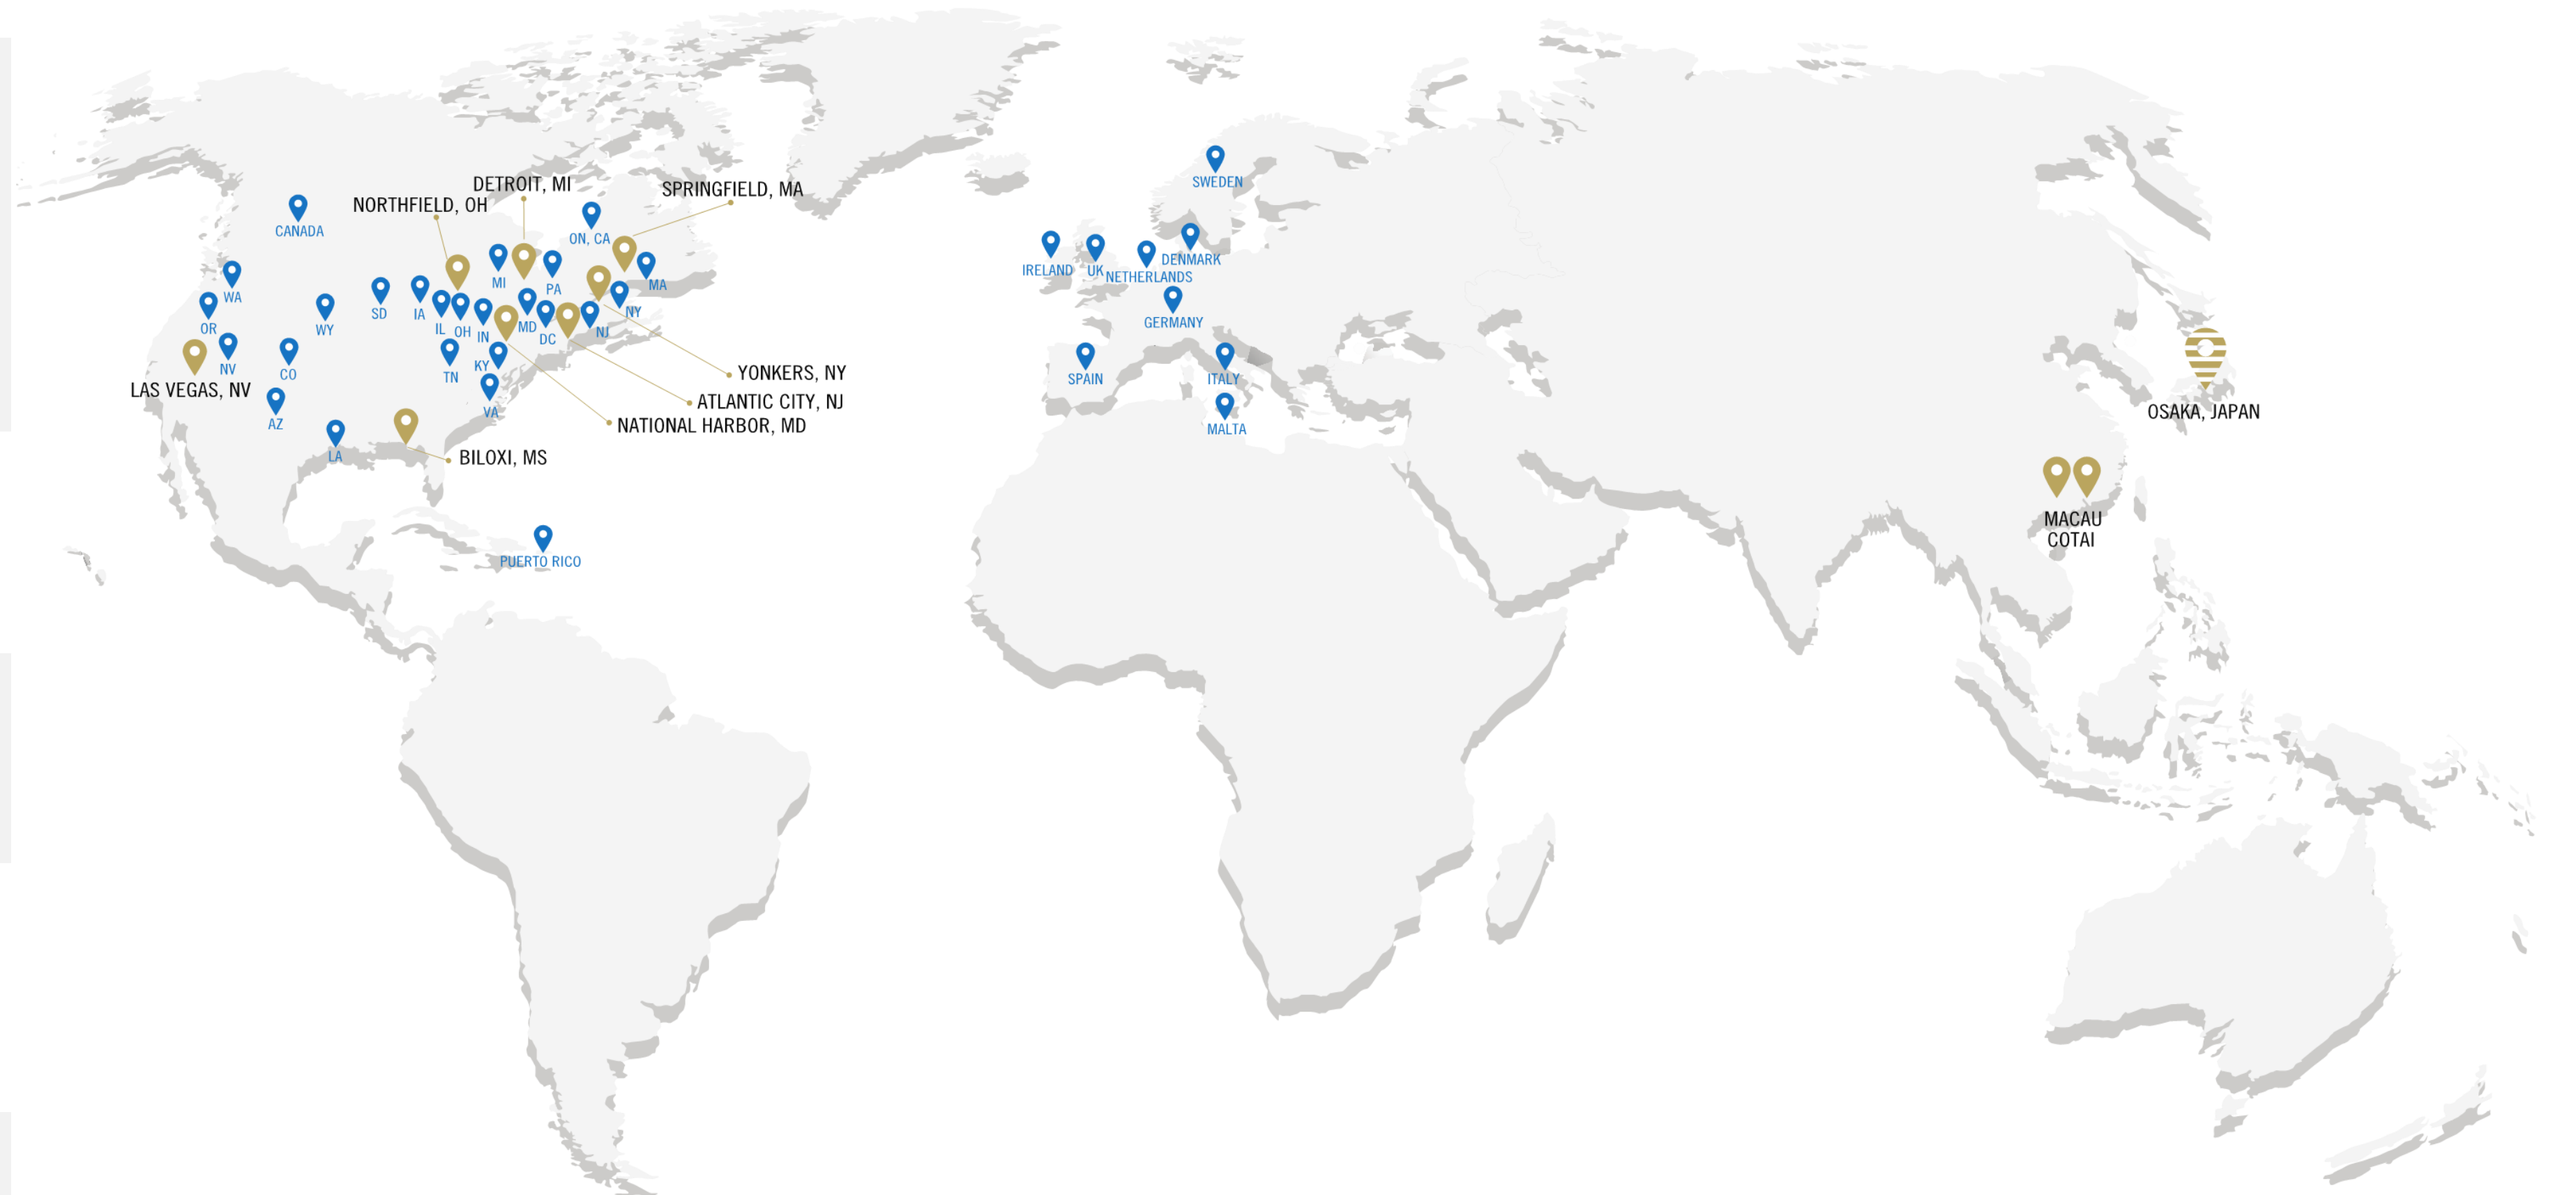 DETROIT, MI
SPRINGFIELD, MA
NORTHFIELD, OH
CANADA
ON, CA
WA
MI
PA
MA
OR
WY
SD
IA
IL
OH
IN
MD
DC
NJ
NY
NV
CO
TN
KY
LAS VEGAS, NV
AZ
VA
LA
YONKERS, NY
ATLANTIC CITY, NJ
NATIONAL HARBOR, MD
BILOXI, MS
PUERTO RICO
SWEDEN
IRELAND
UK
NETHERLANDS
DENMARK
GERMANY
SPAIN
ITALY
MALTA
OSAKA, JAPAN
MACAU
COTAI